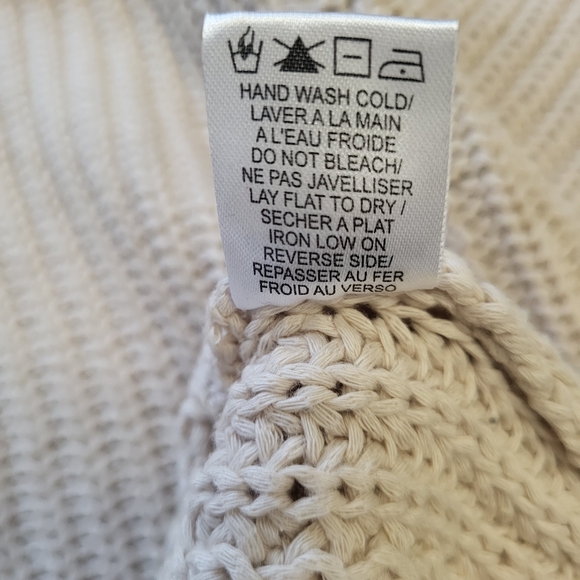 HAND WASH COLD/
LAVER A LA MAIN
A L'EAU FROIDE
DO NOT BLEACH/
NE PAS JAVELLISER
LAY FLAT TO DRY /
SECHER A PLAT
IRON LOW ON
REVERSE SIDE/
REPASSER AU FER
FROID AU VERSO